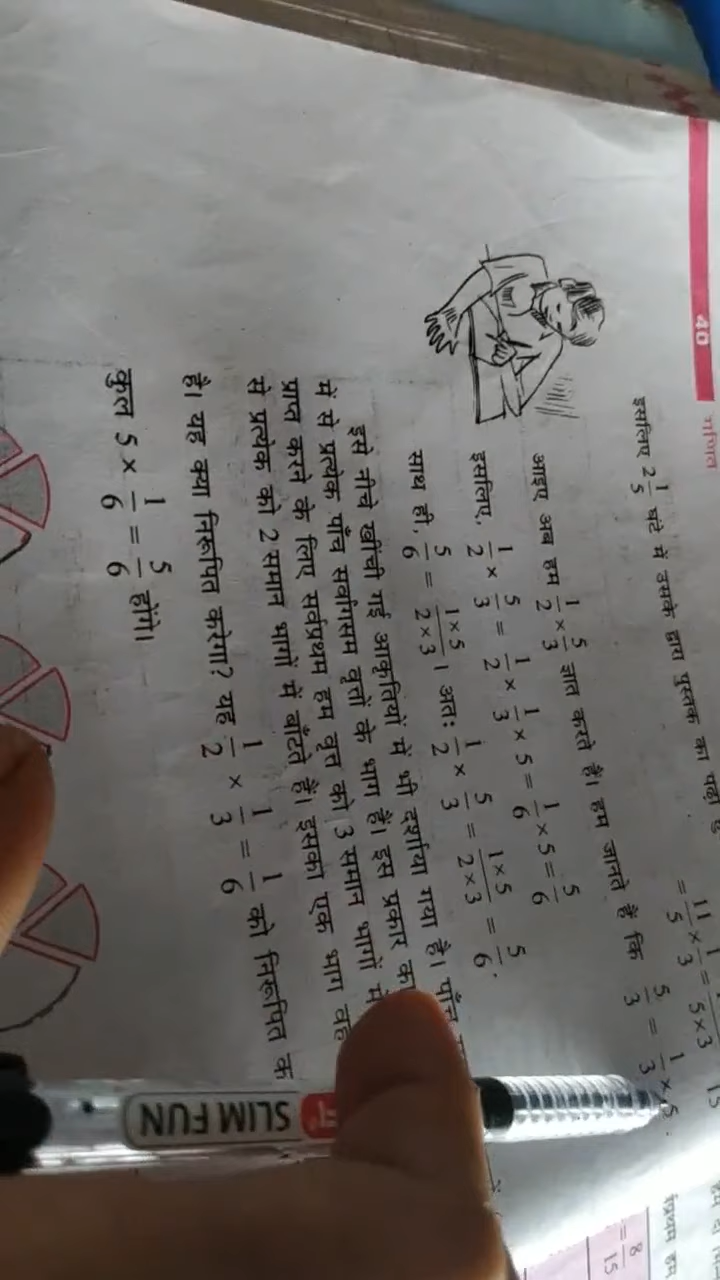 40 गणित
इसलिए 2 1/5 घंटे में उसके द्वारा पुस्तक का पढ़ा
= 11/5 × 1/3 =
5 × 3
15
आइए अब हम 1/2 × 5/3 ज्ञात करते हैं। हम जानते हैं कि 5/3 = 1/3 × 5.
इसलिए, 1/2 × 5/3 = 1/2 × 1/3 × 5 = 1/6 × 5 = 5/6
साथ ही, 5/6 = 1 × 5/2 × 3 । अतः 1/2 × 5/3 = 1 × 5/2 × 3 = 5/6.
इसे नीचे खींची गई आकृतियों में भी दर्शाया गया है। पाँच
में से प्रत्येक पाँच सर्वांगसम वृत्तों के भाग हैं। इस प्रकार का
प्राप्त करने के लिए सर्वप्रथम हम वृत्त को 3 समान भागों में
से प्रत्येक को 2 समान भागों में बाँटते हैं। इसका एक भाग वह
है। यह क्या निरूपित करेगा? यह 1/2 × 1/3 = 1/6 को निरूपित
कुल 5 × 1/6 = 5/6 होंगे।
= 8/15
SLIM FUN